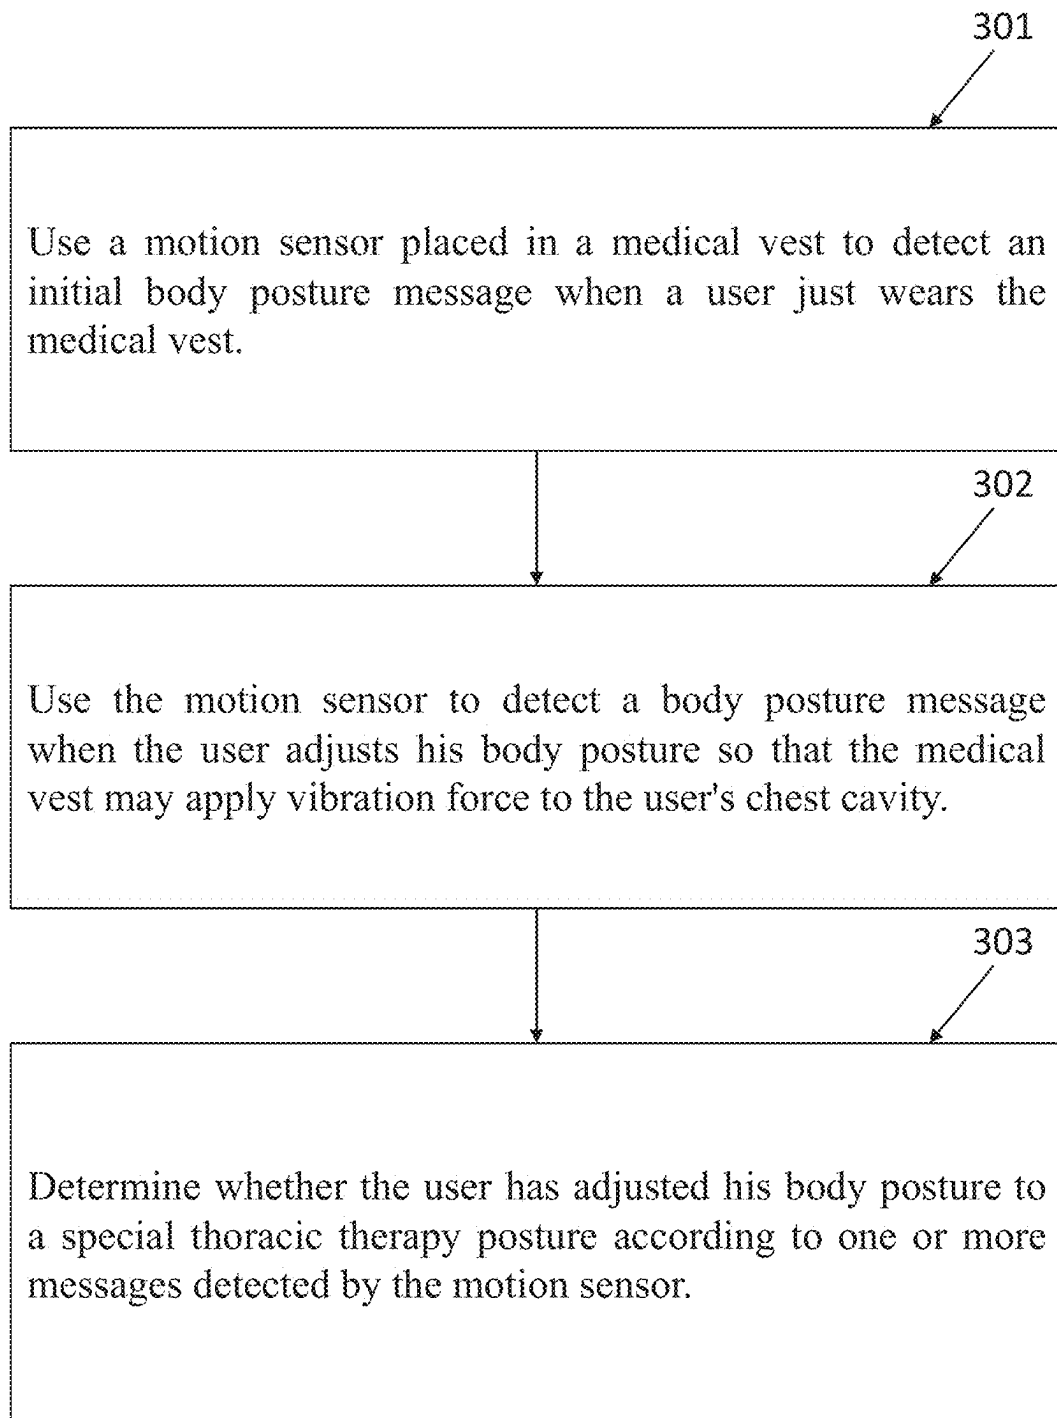 301
Use a motion sensor placed in a medical vest to detect an
initial body posture message when a user just wears the
medical vest.
302
Use the motion sensor to detect a body posture message
when the user adjusts his body posture so that the medical
vest may apply vibration force to the user's chest cavity.
303
Determine whether the user has adjusted his body posture to
a special thoracic therapy posture according to one or more
messages detected by the motion sensor.